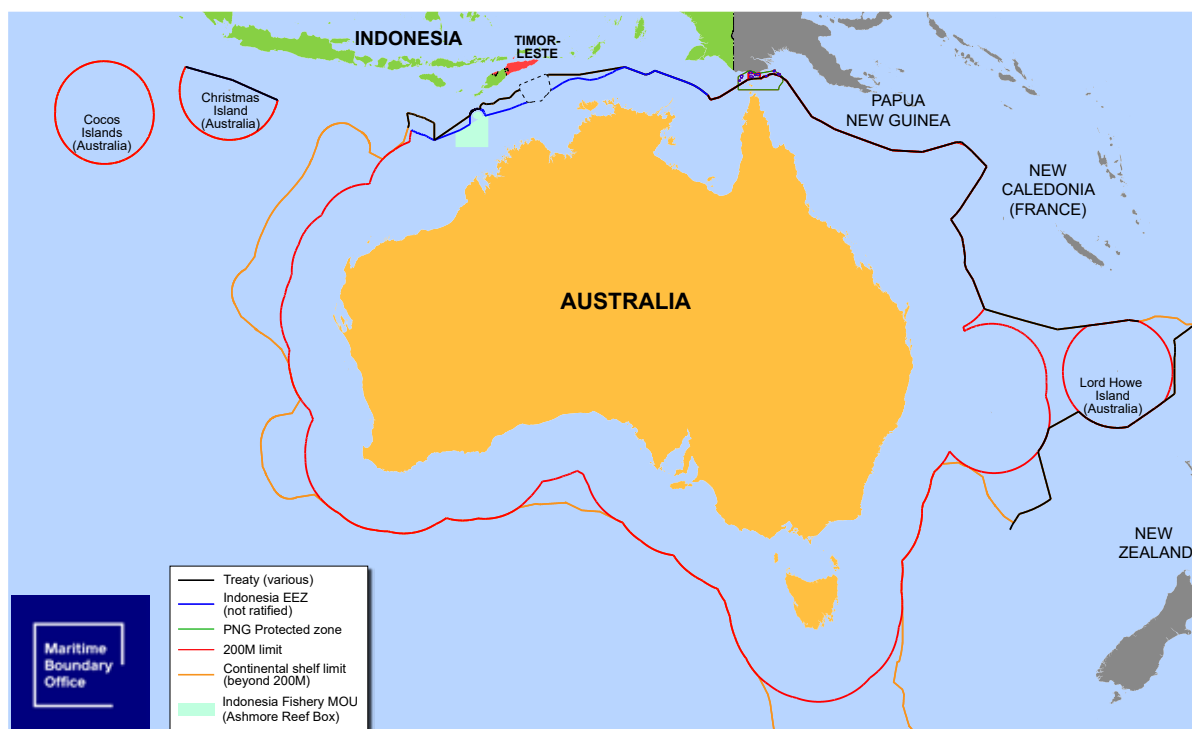 INDONESIA
TIMOR-
LESTE
Cocos
Islands
(Australia)
Christmas
Island
(Australia)
PAPUA
NEW GUINEA
NEW
CALEDONIA
(FRANCE)
AUSTRALIA
Lord Howe
Island
(Australia)
NEW
ZEALAND
Maritime
Boundary
Office
Treaty (various)
Indonesia EEZ
(not ratified)
PNG Protected zone
200M limit
Continental shelf limit
(beyond 200M)
Indonesia Fishery MOU
(Ashmore Reef Box)